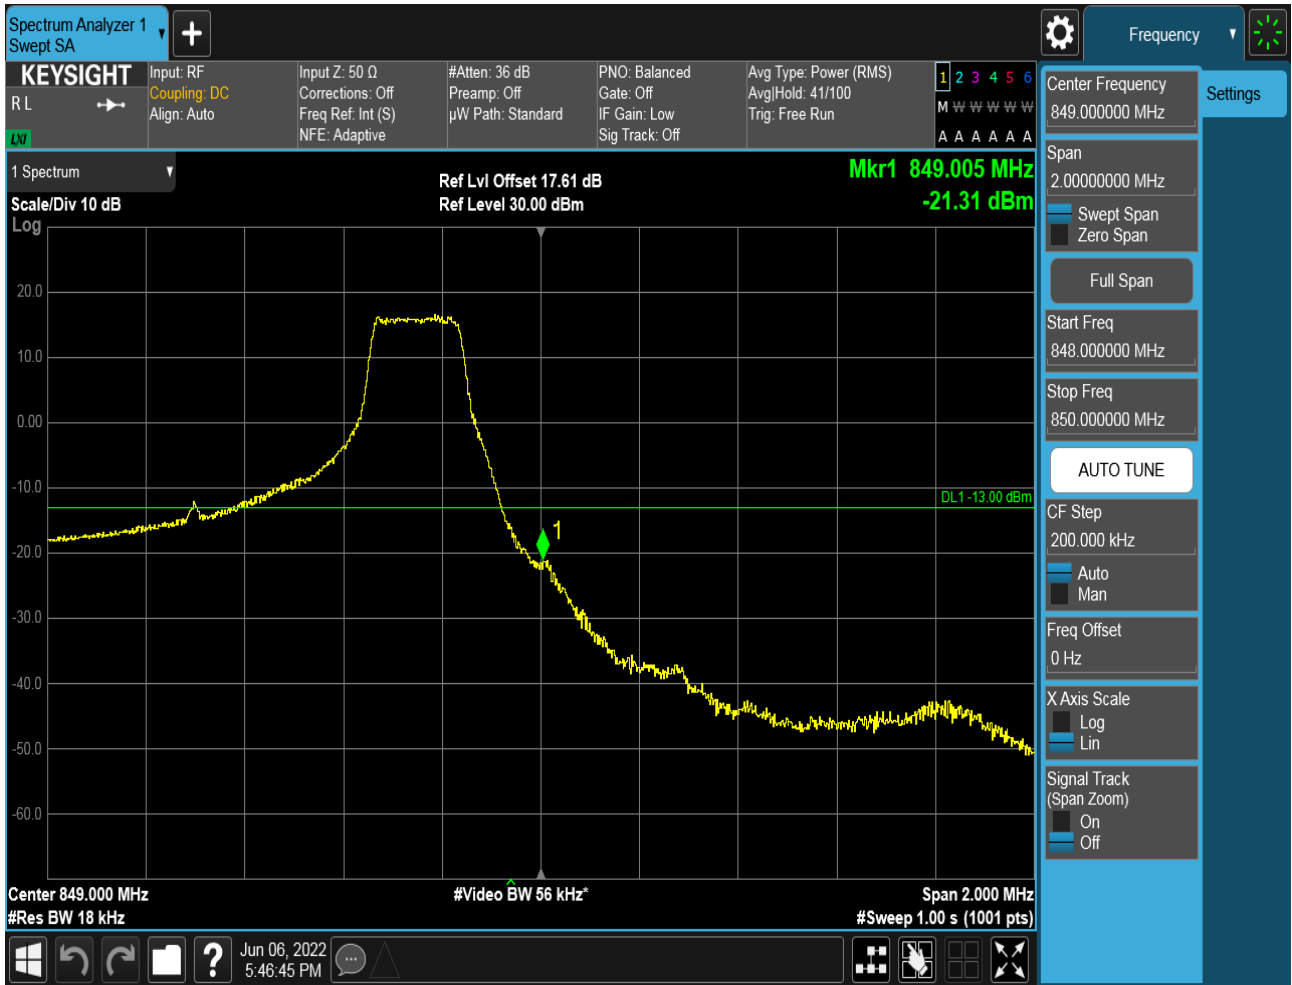 Spectrum Analyzer 1
Swept SA
Frequency
KEYSIGHT
R L
LXI
Input: RF
Coupling: DC
Align: Auto
Input Z: 50 Ω
Corrections: Off
Freq Ref: Int (S)
NFE: Adaptive
#Atten: 36 dB
Preamp: Off
µW Path: Standard
PNO: Balanced
Gate: Off
IF Gain: Low
Sig Track: Off
Avg Type: Power (RMS)
Avg|Hold: 41/100
Trig: Free Run
1 2 3 4 5 6
M W W W W W
A A A A A A
1 Spectrum
Scale/Div 10 dB
Log
Ref Lvl Offset 17.61 dB
Ref Level 30.00 dBm
Mkr1 849.005 MHz
-21.31 dBm
20.0
10.0
0.00
-10.0
-20.0
-30.0
-40.0
-50.0
-60.0
DL1 -13.00 dBm
1
Center 849.000 MHz
#Res BW 18 kHz
#Video BW 56 kHz*
Span 2.000 MHz
#Sweep 1.00 s (1001 pts)
Center Frequency
849.000000 MHz
Settings
Span
2.00000000 MHz
Swept Span
Zero Span
Full Span
Start Freq
848.000000 MHz
Stop Freq
850.000000 MHz
AUTO TUNE
CF Step
200.000 kHz
Auto
Man
Freq Offset
0 Hz
X Axis Scale
Log
Lin
Signal Track
(Span Zoom)
On
Off
?
Jun 06, 2022
5:46:45 PM